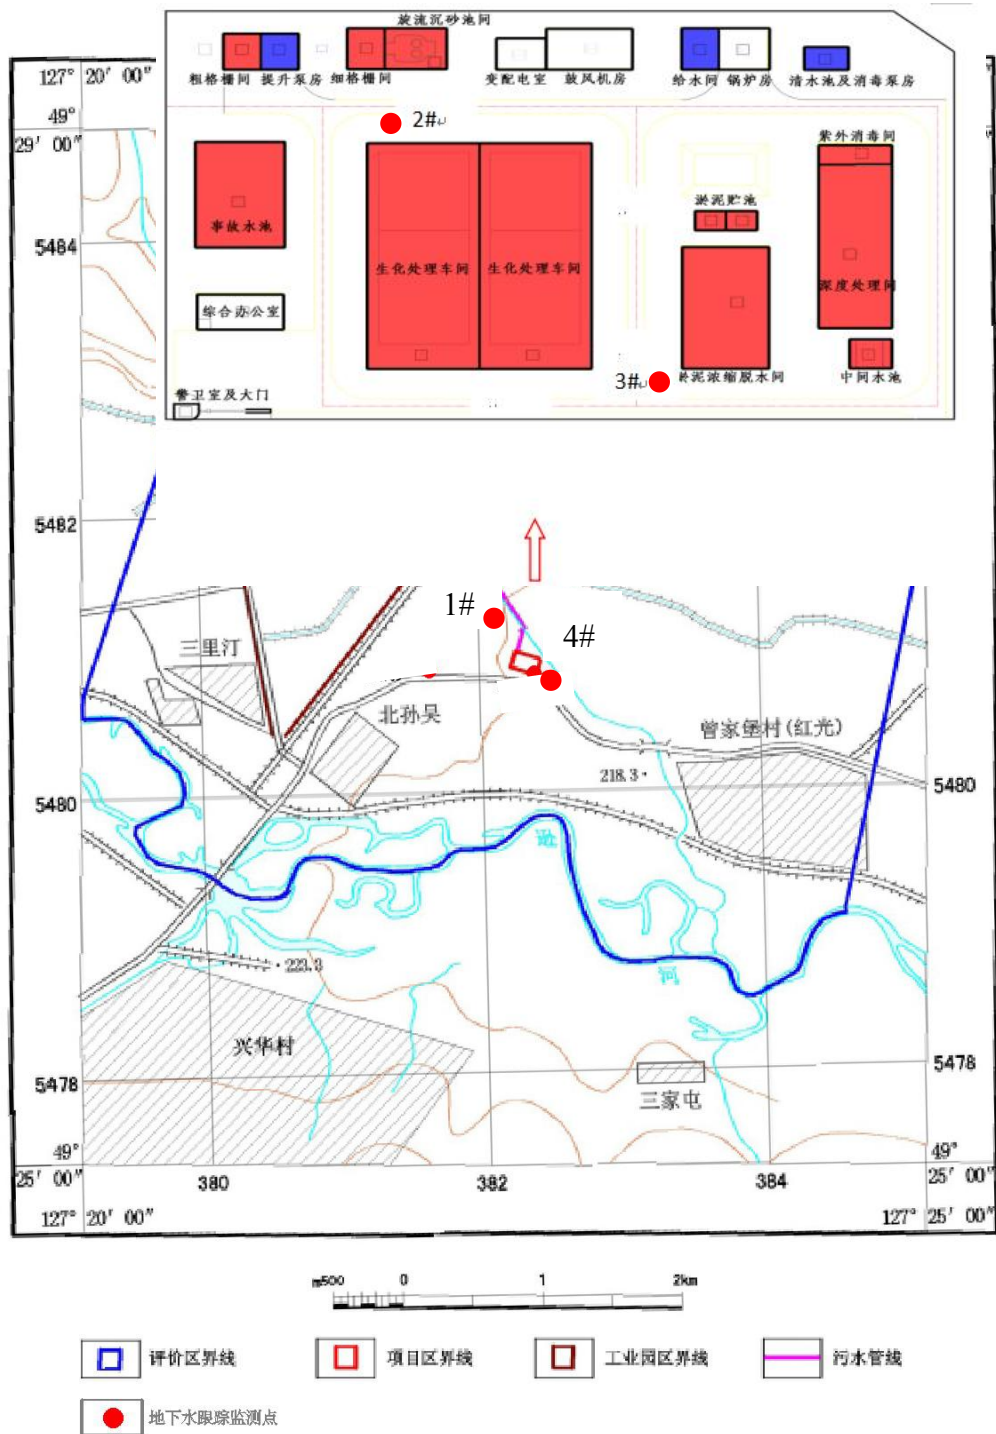 旋流沉砂池间
粗格栅间 提升泵房 细格栅间 变配电室 鼓风机房 给水间 锅炉房 清水池及消毒泵房
127° 20′ 00″
49°
29′ 00″
2#
紫外消毒间
淤泥贮池
事故水池
5484
生化处理车间 生化处理车间
深度处理间
综合办公室
3#
淤泥浓缩脱水间 中间水池
警卫室及大门
5482
1#
4#
三里汀
北孙吴
曾家堡村(红光)
218.3
5480 5480
逊
河
223.3
兴华村
5478 5478
三家屯
49° 49°
25′ 00″ 380 382 384 25′ 00″
127° 20′ 00″ 127° 25′ 00″
m500 0 1 2km
评价区界线 项目区界线 工业园区界线 污水管线
地下水跟踪监测点